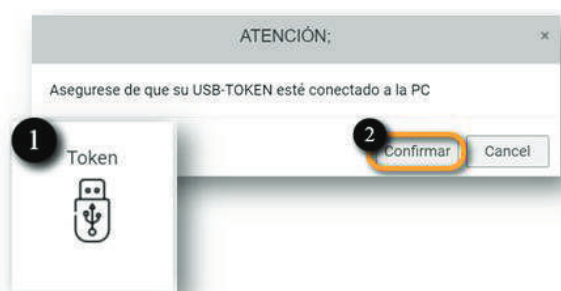 ATENCIÓN; ×
Asegurese de que su USB-TOKEN esté conectado a la PC
1
Token
2
Confirmar Cancel